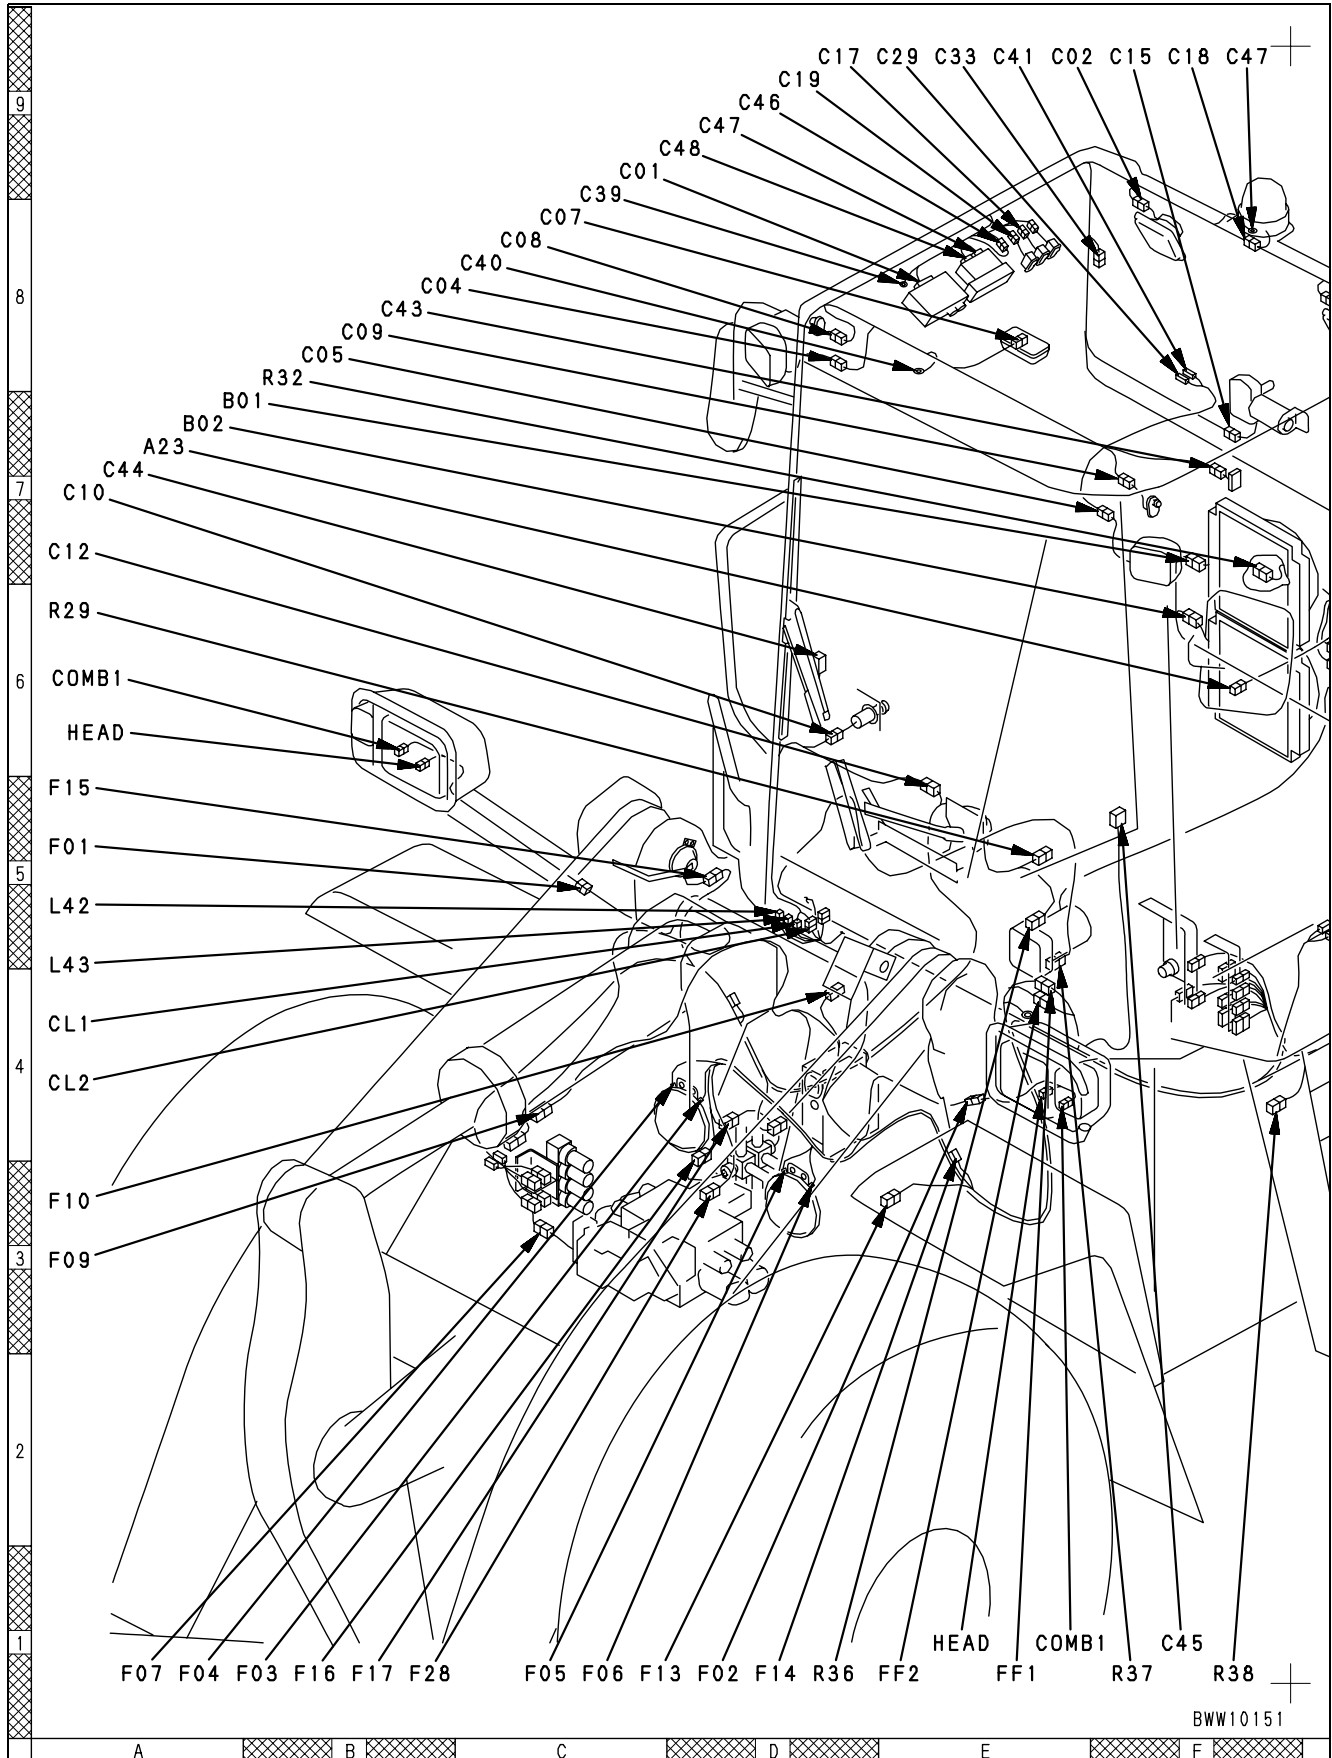 C17 C29 C33 C41 C02 C15 C18 C47
C19
C46
9
C47
C48
C01
C39
C07
C08
C40
8
C04
C43
C09
C05
R32
B01
B02
A23
C44
7
C10
C12
R29
6
COMB1
HEAD
F15
F01
5
L42
L43
CL1
4
CL2
F10
3
F09
2
1
HEAD COMB1 C45
F07 F04 F03 F16 F17 F28 F05 F06 F13 F02 F14 R36 FF2 FF1 R37 R38
BWW10151
A B C D E F